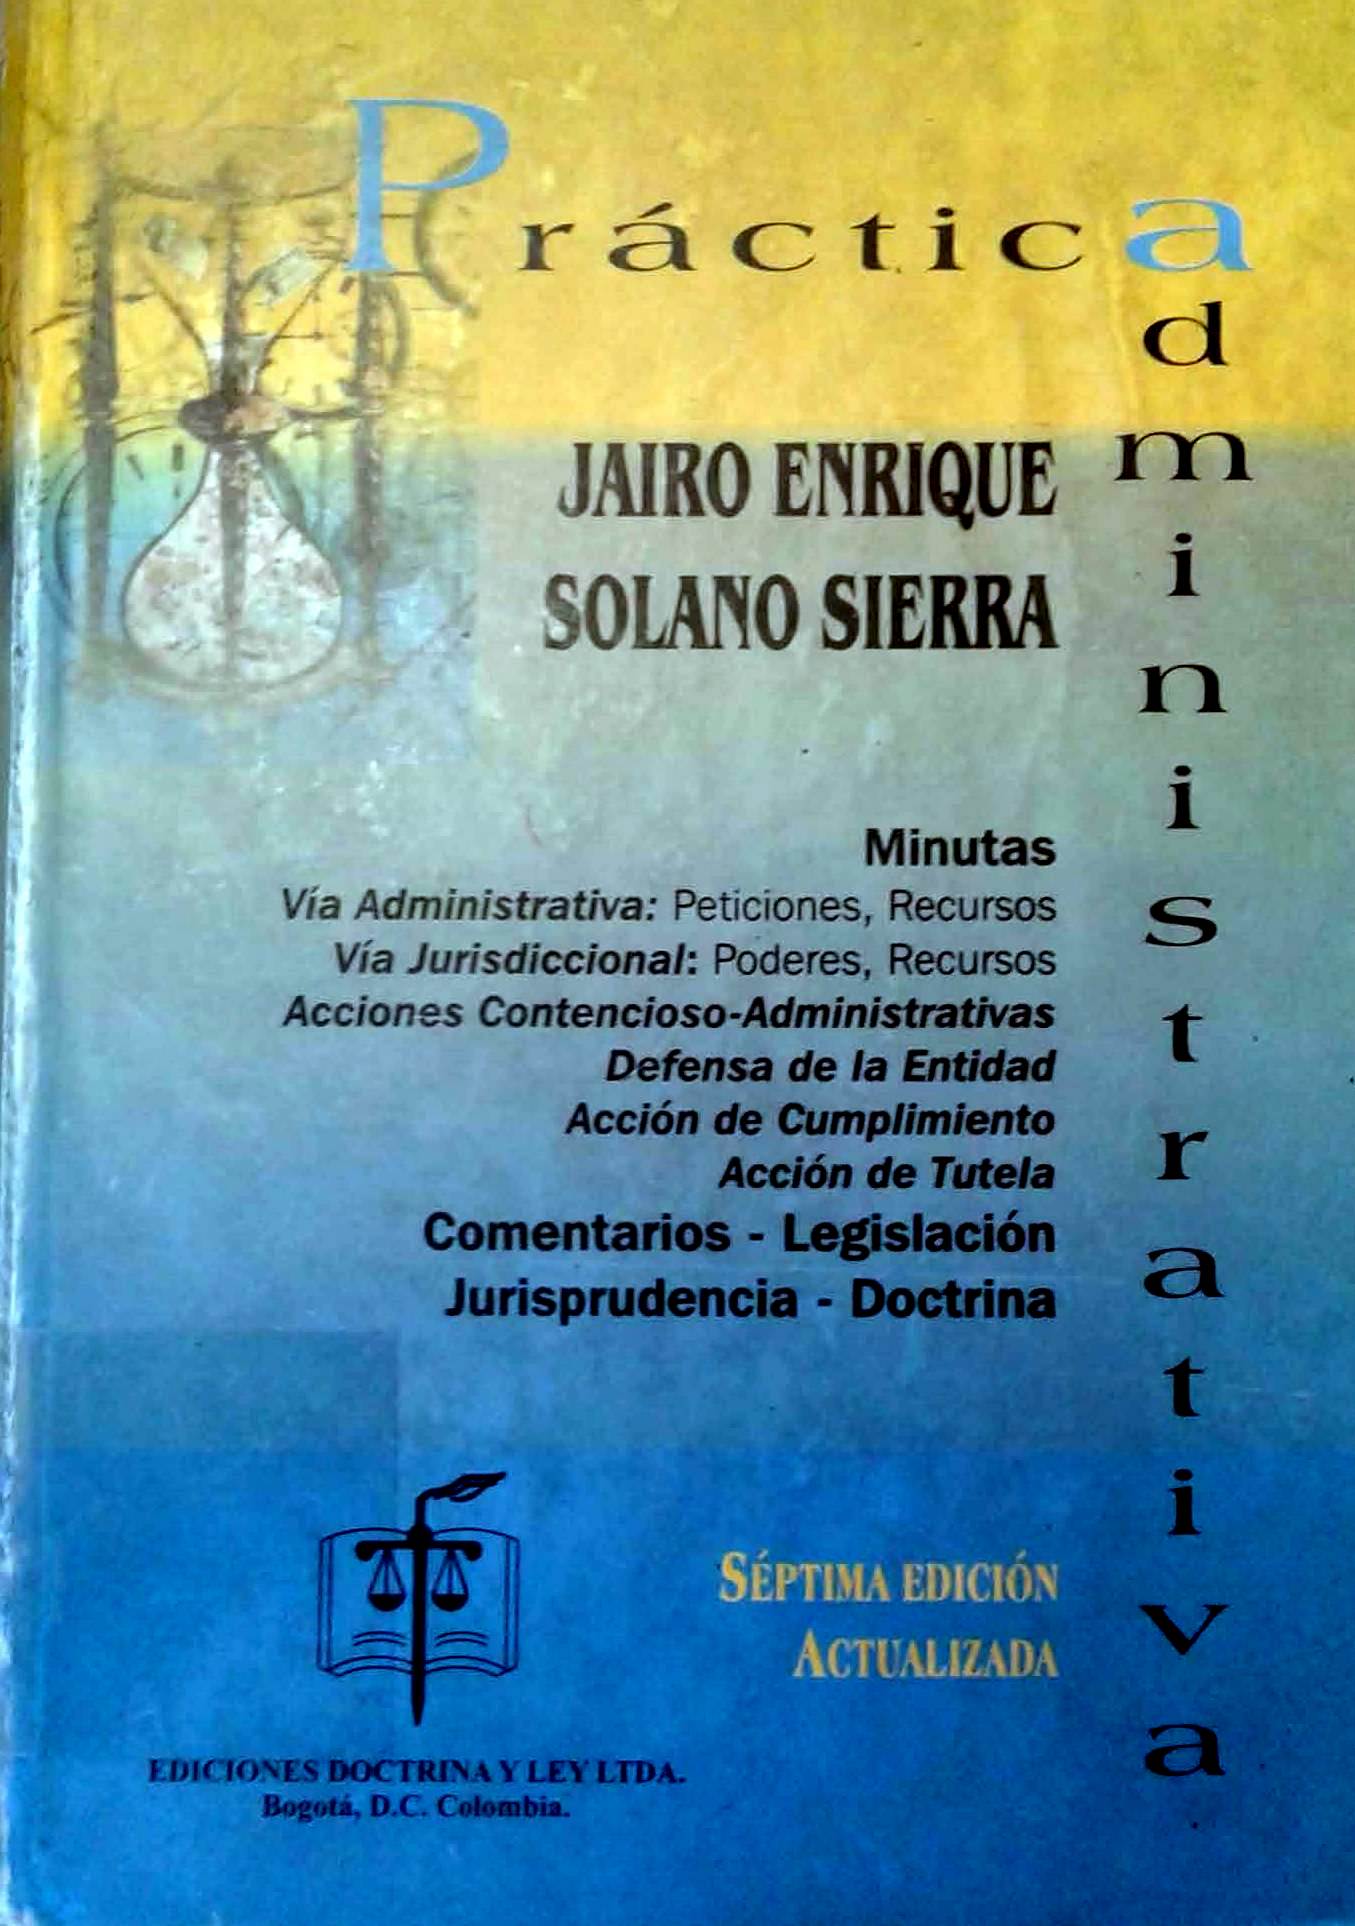 Práctica
administrativa
JAIRO ENRIQUE
SOLANO SIERRA
Minutas
Vía Administrativa: Peticiones, Recursos
Vía Jurisdiccional: Poderes, Recursos
Acciones Contencioso-Administrativas
Defensa de la Entidad
Acción de Cumplimiento
Acción de Tutela
Comentarios - Legislación
Jurisprudencia - Doctrina
SÉPTIMA EDICIÓN
ACTUALIZADA
EDICIONES DOCTRINA Y LEY LTDA.
Bogotá, D.C. Colombia.